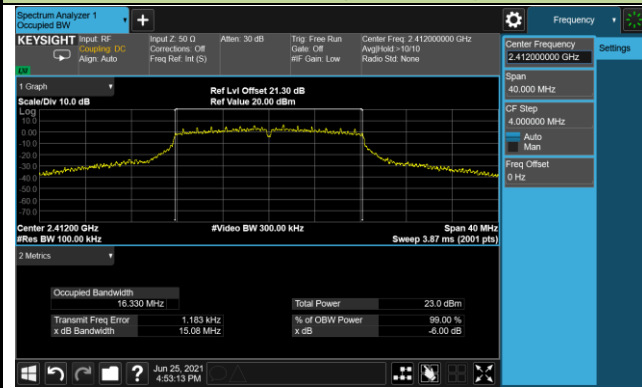 Spectrum Analyzer 1
Occupied BW
+
Frequency
KEYSIGHT
Input: RF
Coupling: DC
Align: Auto
Input Z: 50 Ω
Corrections: Off
Freq Ref: Int (S)
Atten: 30 dB
Trig: Free Run
Gate: Off
#IF Gain: Low
Center Freq: 2.412000000 GHz
Avg|Hold:>10/10
Radio Std: None
Center Frequency
2.412000000 GHz
Settings
Span
40.000 MHz
CF Step
4.000000 MHz
Auto
Man
Freq Offset
0 Hz
1 Graph
Scale/Div 10.0 dB
Ref Lvl Offset 21.30 dB
Ref Value 20.00 dBm
Log
10.0
0.00
-10.0
-20.0
-30.0
-40.0
-50.0
-60.0
-70.0
Center 2.41200 GHz
#Video BW 300.00 kHz
Span 40 MHz
#Res BW 100.00 kHz
Sweep 3.87 ms (2001 pts)
2 Metrics
Occupied Bandwidth
16.330 MHz
Total Power 23.0 dBm
Transmit Freq Error 1.183 kHz
% of OBW Power 99.00 %
x dB Bandwidth 15.08 MHz
x dB -6.00 dB
?
Jun 25, 2021
4:53:13 PM